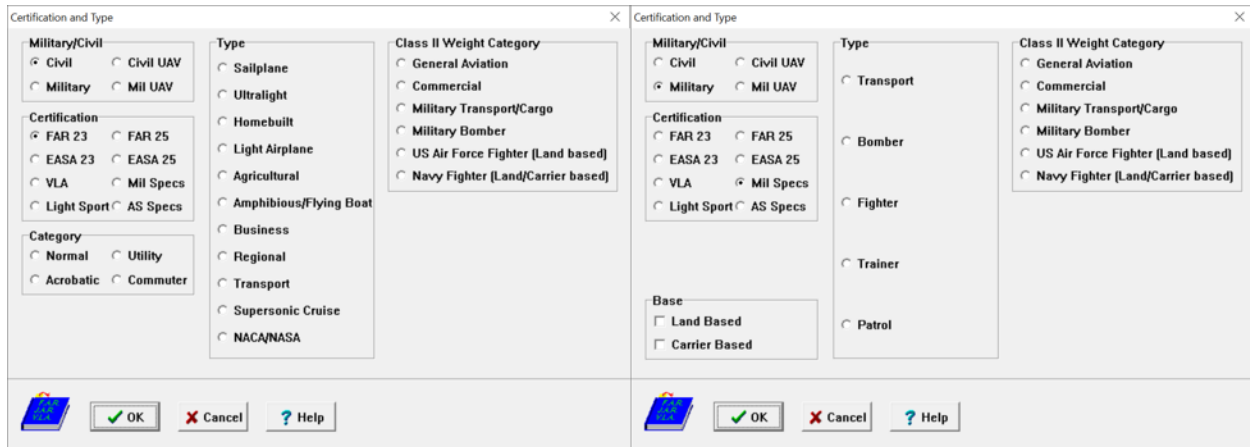 Certification and Type
Military/Civil
Civil
Civil UAV
Military
Mil UAV
Certification
FAR 23
FAR 25
EASA 23
EASA 25
VLA
Mil Specs
Light Sport
AS Specs
Category
Normal
Utility
Acrobatic
Commuter
Type
Sailplane
Ultralight
Homebuilt
Light Airplane
Agricultural
Amphibious/Flying Boat
Business
Regional
Transport
Supersonic Cruise
NACA/NASA
Class II Weight Category
General Aviation
Commercial
Military Transport/Cargo
Military Bomber
US Air Force Fighter (Land based)
Navy Fighter (Land/Carrier based)
FAR
JAR
VLA
OK
Cancel
? Help
Certification and Type
Military/Civil
Civil
Civil UAV
Military
Mil UAV
Certification
FAR 23
FAR 25
EASA 23
EASA 25
VLA
Mil Specs
Light Sport
AS Specs
Base
Land Based
Carrier Based
Type
Transport
Bomber
Fighter
Trainer
Patrol
Class II Weight Category
General Aviation
Commercial
Military Transport/Cargo
Military Bomber
US Air Force Fighter (Land based)
Navy Fighter (Land/Carrier based)
FAR
JAR
VLA
OK
Cancel
? Help